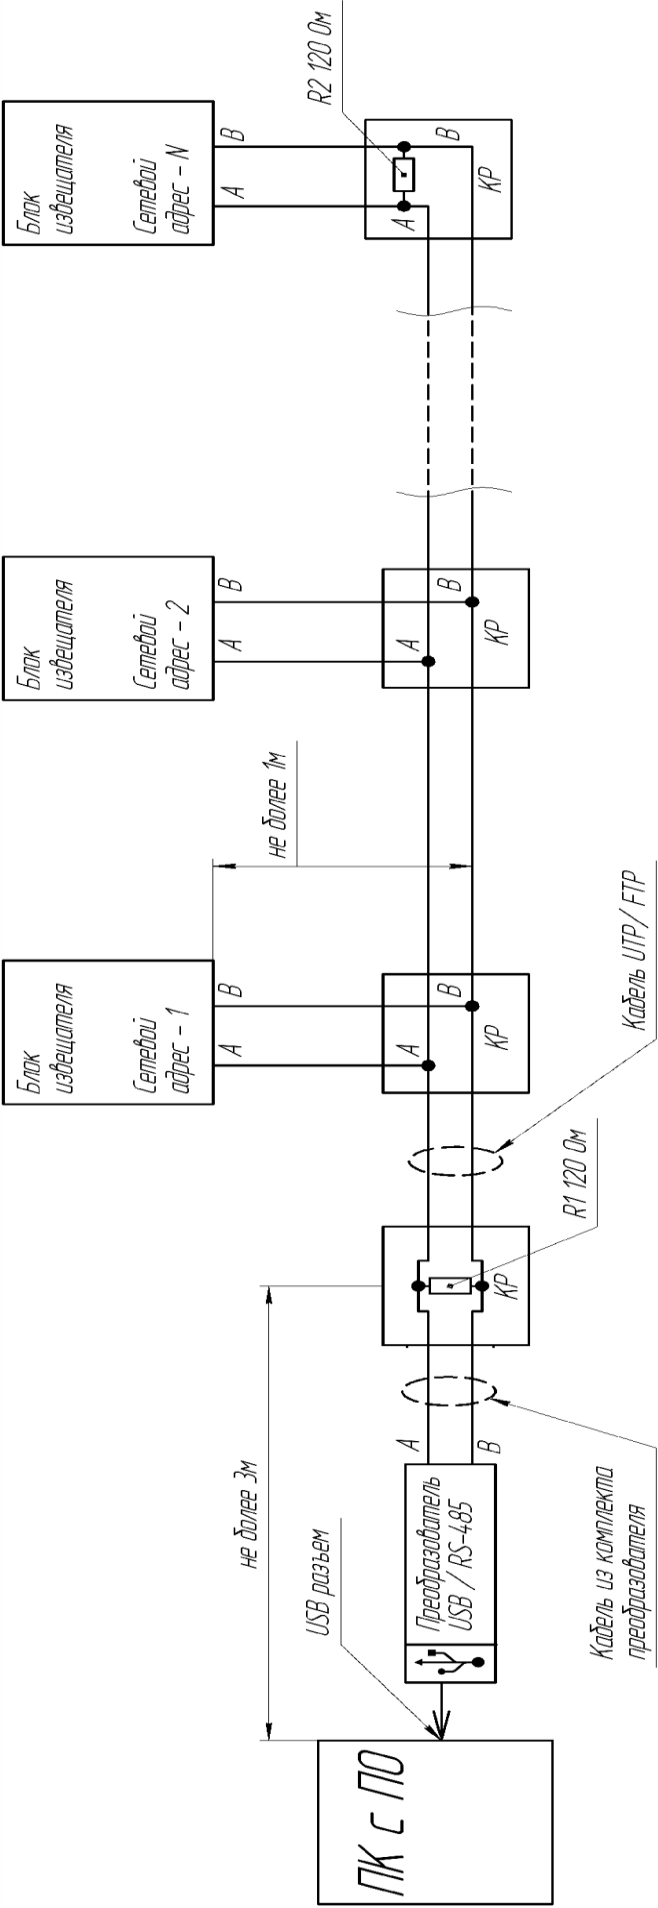 Блок
извещателя
Сетевой
адрес - 1
А
В
Блок
извещателя
Сетевой
адрес - 2
А
В
Блок
извещателя
Сетевой
адрес - N
А
В
не более 1м
R2 120 Ом
не более 3м
USB разъем
ПК с ПО
Преобразователь
USB / RS-485
А
В
КР
А
В
КР
А
В
КР
А
В
КР
Кабель из комплекта
преобразователя
R1 120 Ом
Кабель UTP/ FTP